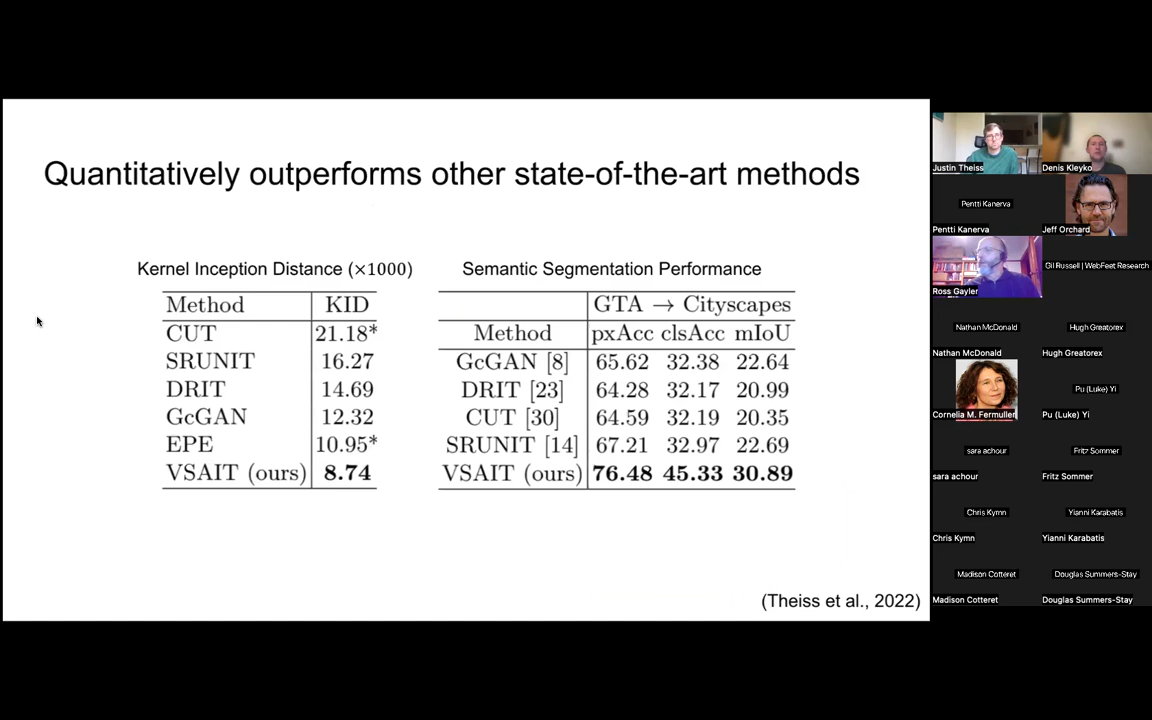 Quantitatively outperforms other state-of-the-art methods
Kernel Inception Distance (×1000)
Method KID
CUT 21.18*
SRUNIT 16.27
DRIT 14.69
GcGAN 12.32
EPE 10.95*
VSAIT (ours) 8.74
Semantic Segmentation Performance
GTA → Cityscapes
Method pxAcc clsAcc mIoU
GcGAN [8] 65.62 32.38 22.64
DRIT [23] 64.28 32.17 20.99
CUT [30] 64.59 32.19 20.35
SRUNIT [14] 67.21 32.97 22.69
VSAIT (ours) 76.48 45.33 30.89
(Theiss et al., 2022)
Justin Theiss
Denis Kleyko
Pentti Kanerva
Pentti Kanerva
Jeff Orchard
Ross Gayler
Gil Russell | WebFeet Research
Nathan McDonald
Nathan McDonald
Hugh Greatorex
Hugh Greatorex
Cornelia M. Fermuller
Pu (Luke) Yi
Pu (Luke) Yi
sara achour
sara achour
Fritz Sommer
Fritz Sommer
Chris Kymn
Chris Kymn
Yianni Karabatis
Yianni Karabatis
Madison Cotteret
Madison Cotteret
Douglas Summers-Stay
Douglas Summers-Stay